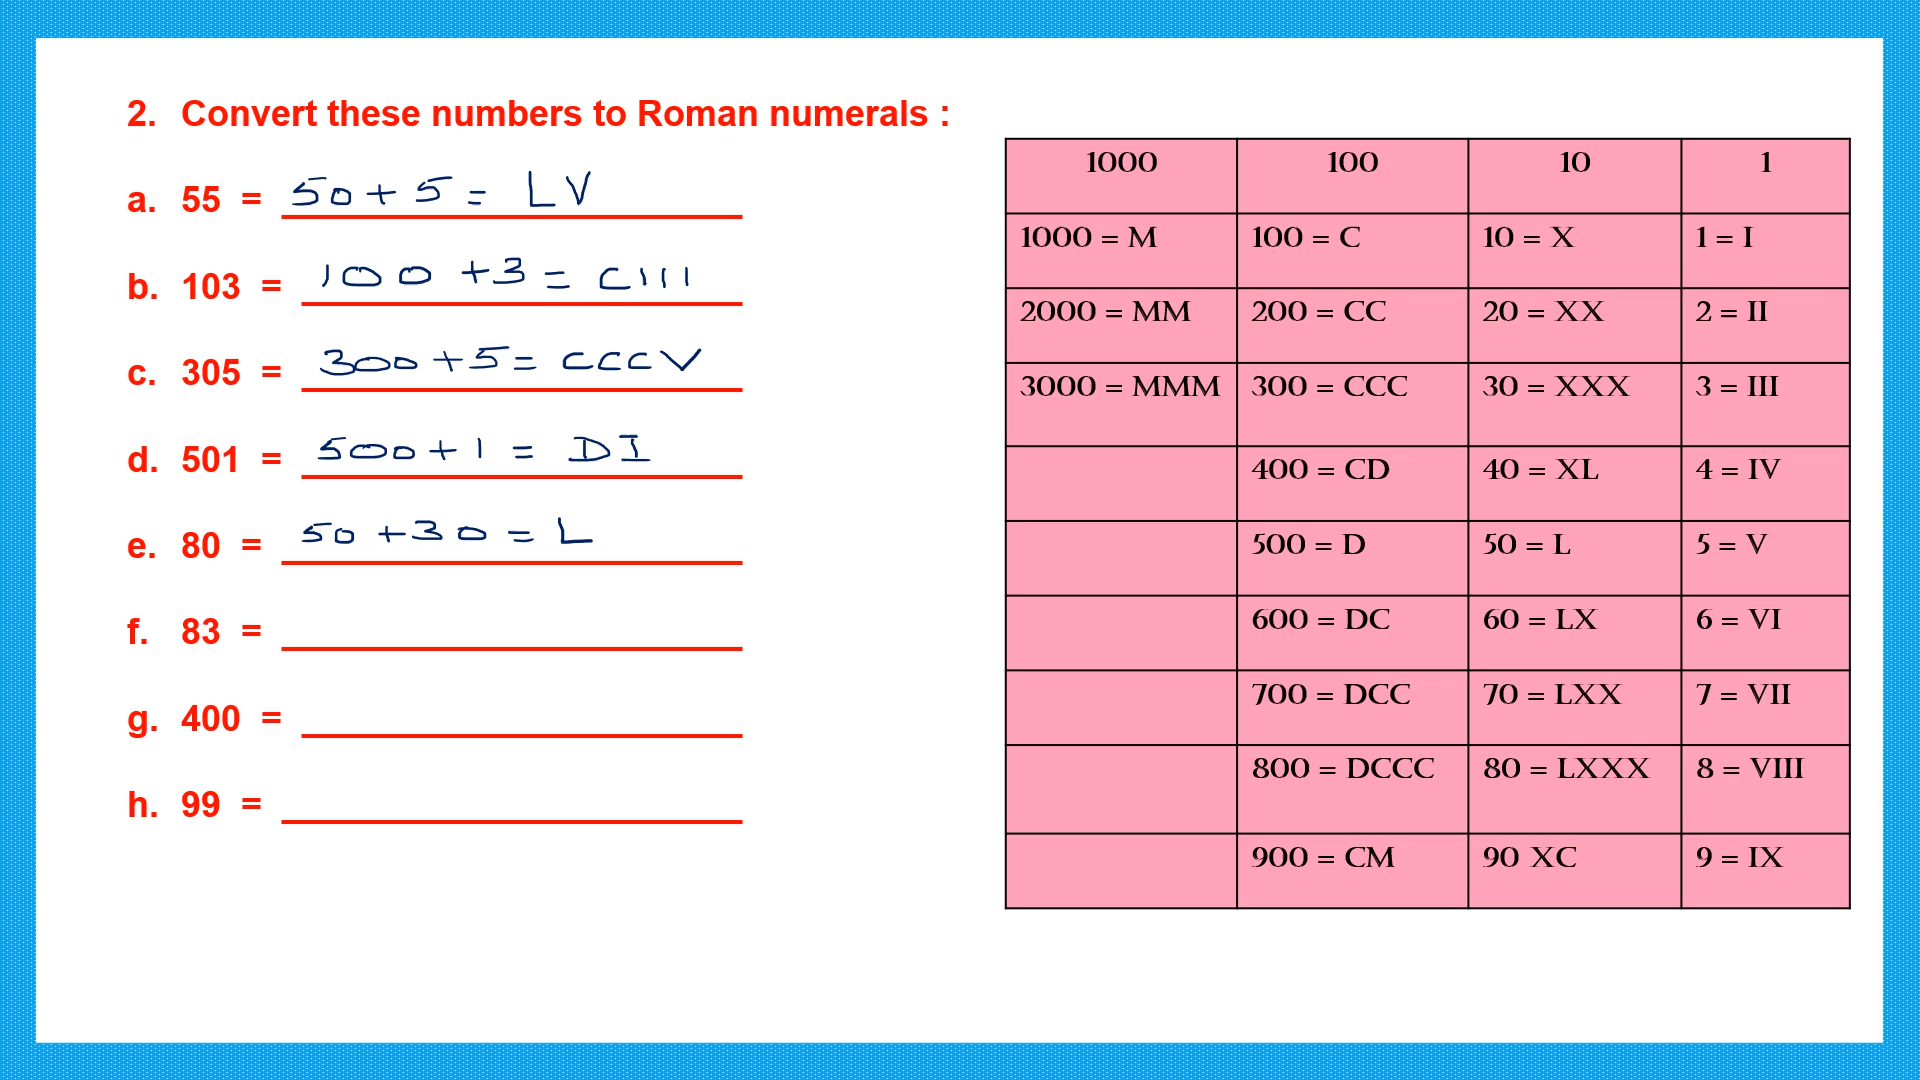 2. Convert these numbers to Roman numerals :
a. 55 = 50 + 5 = LV
b. 103 = 100 + 3 = CIII
c. 305 = 300 + 5 = CCCV
d. 501 = 500 + 1 = DI
e. 80 = 50 + 30 = L
f. 83 =
g. 400 =
h. 99 =
1000 100 10 1
1000 = M 100 = C 10 = X 1 = I
2000 = MM 200 = CC 20 = XX 2 = II
3000 = MMM 300 = CCC 30 = XXX 3 = III
400 = CD 40 = XL 4 = IV
500 = D 50 = L 5 = V
600 = DC 60 = LX 6 = VI
700 = DCC 70 = LXX 7 = VII
800 = DCCC 80 = LXXX 8 = VIII
900 = CM 90 XC 9 = IX